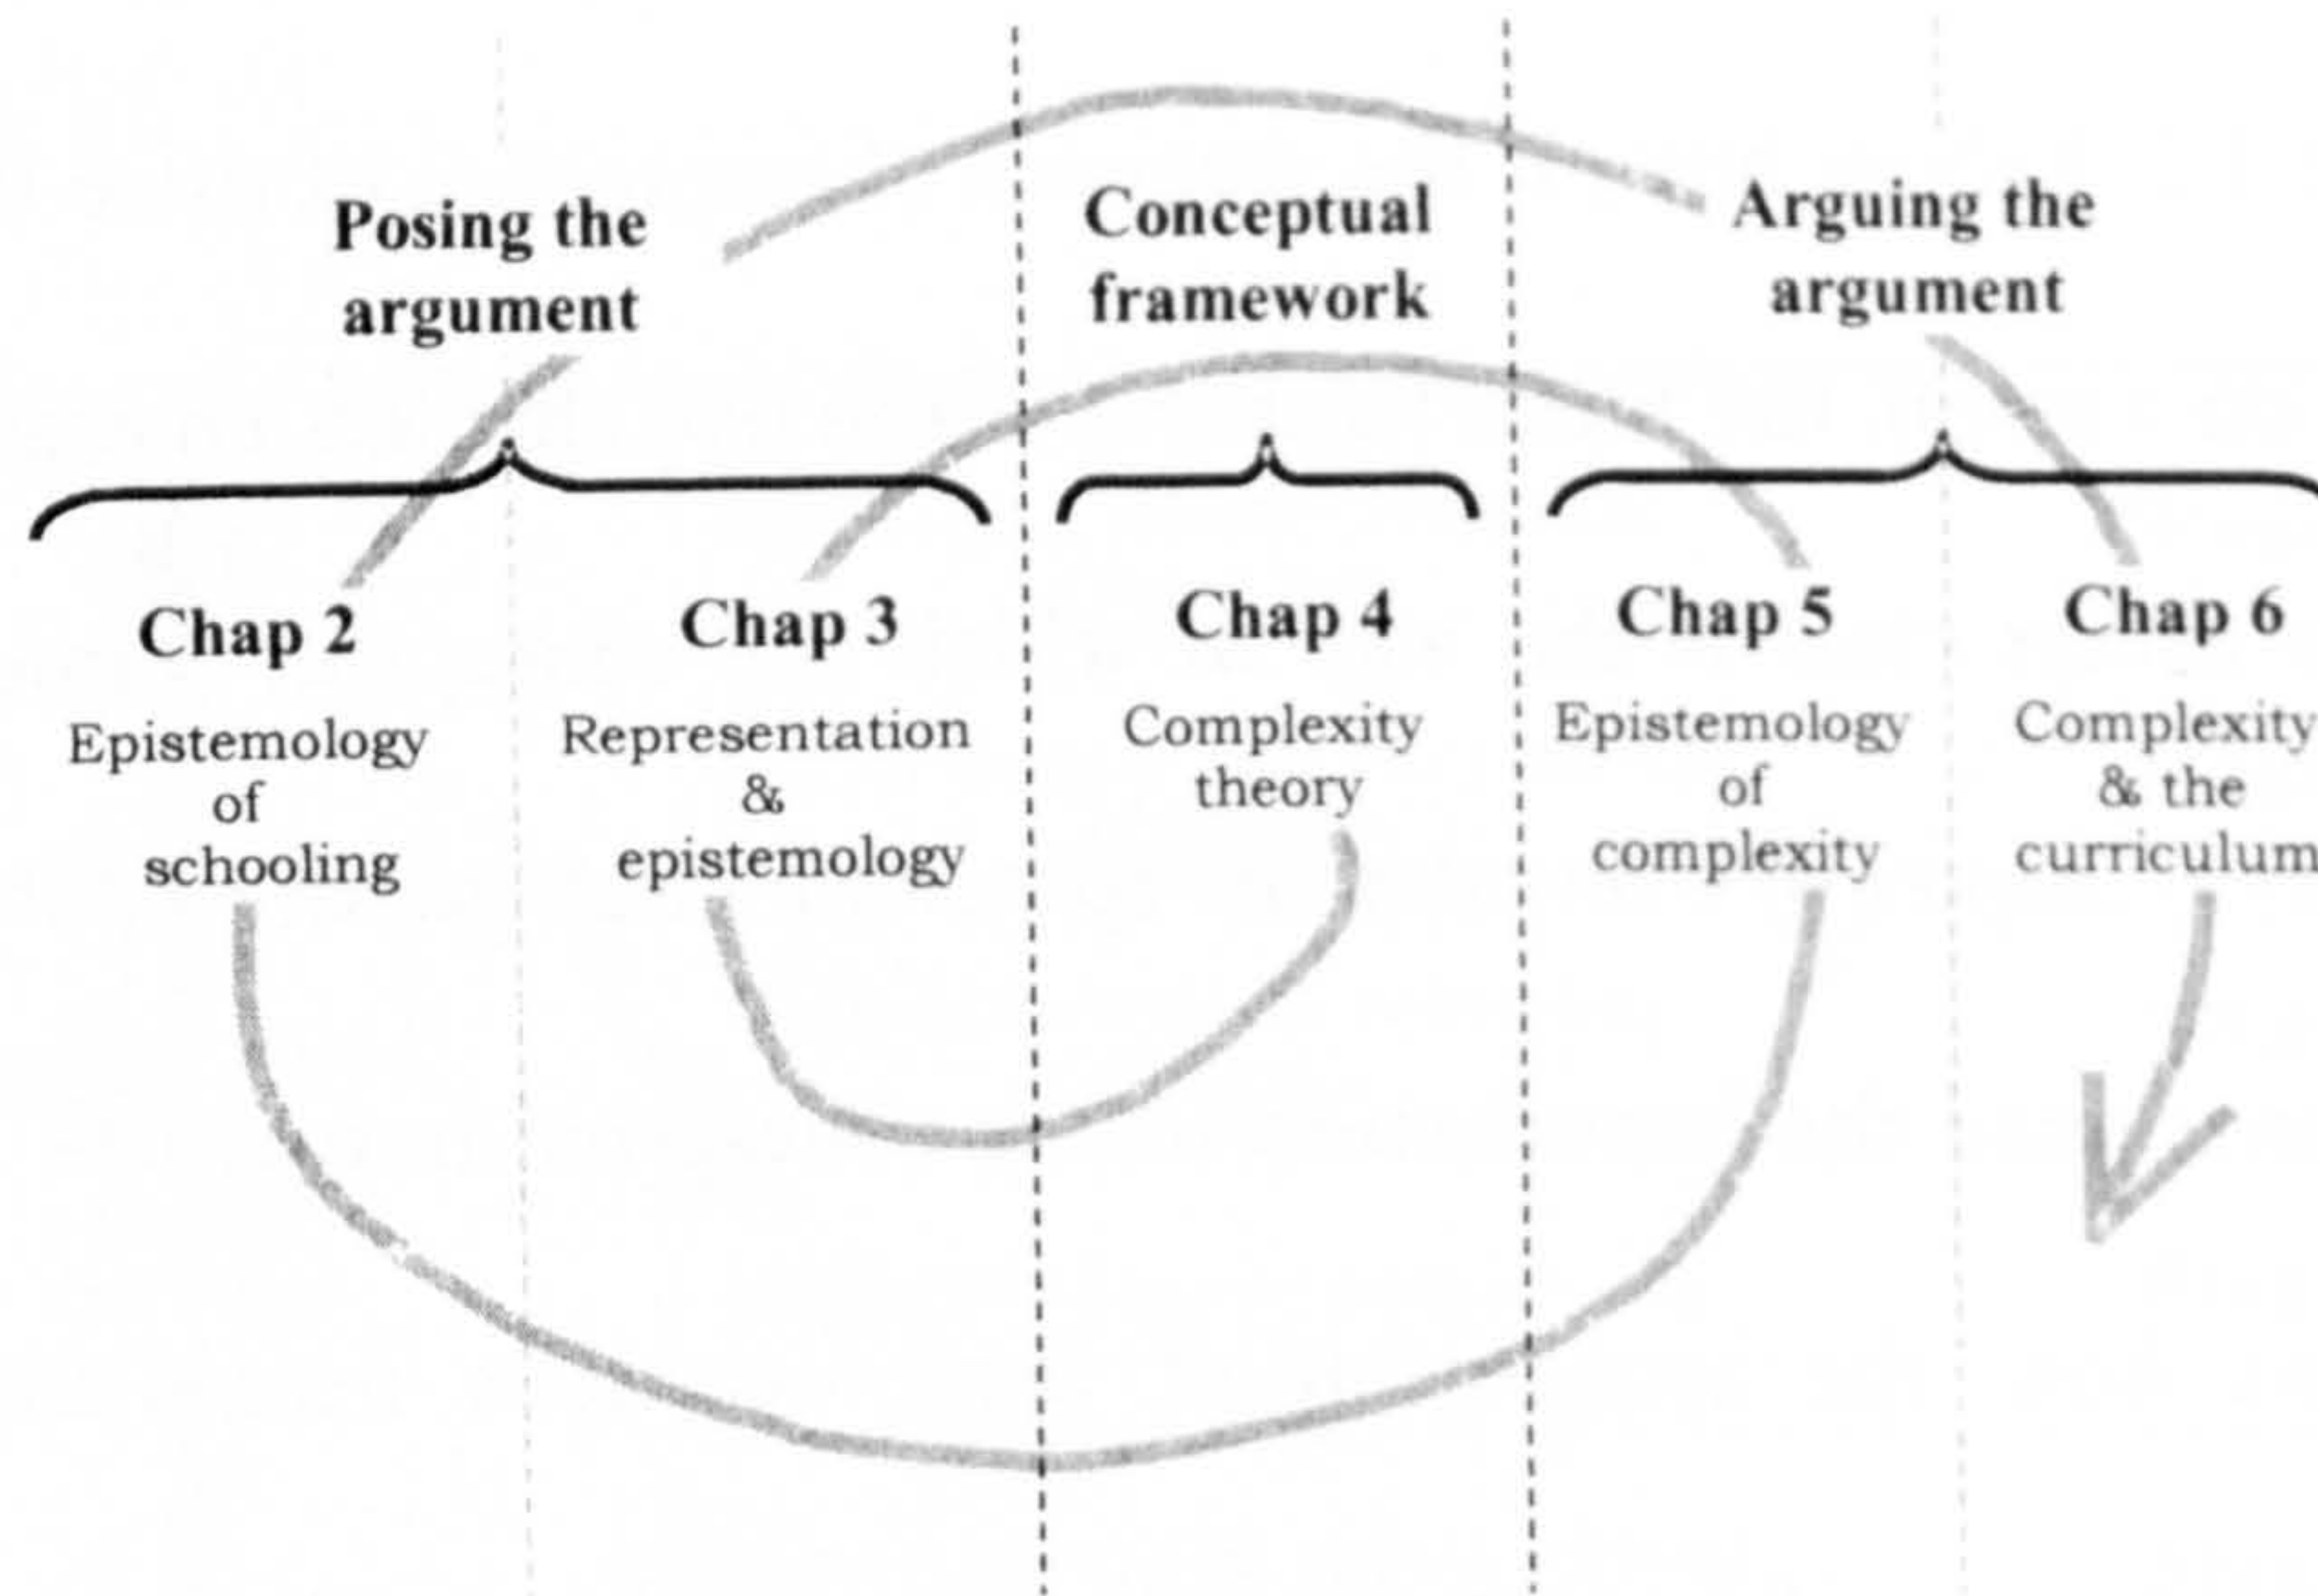 Posing the
argument
Conceptual
framework
Arguing the
argument
Chap 2
Epistemology
of
schooling
Chap 3
Representation
&
epistemology
Chap 4
Complexity
theory
Chap 5
Epistemology
of
complexity
Chap 6
Complexity
& the
curriculum